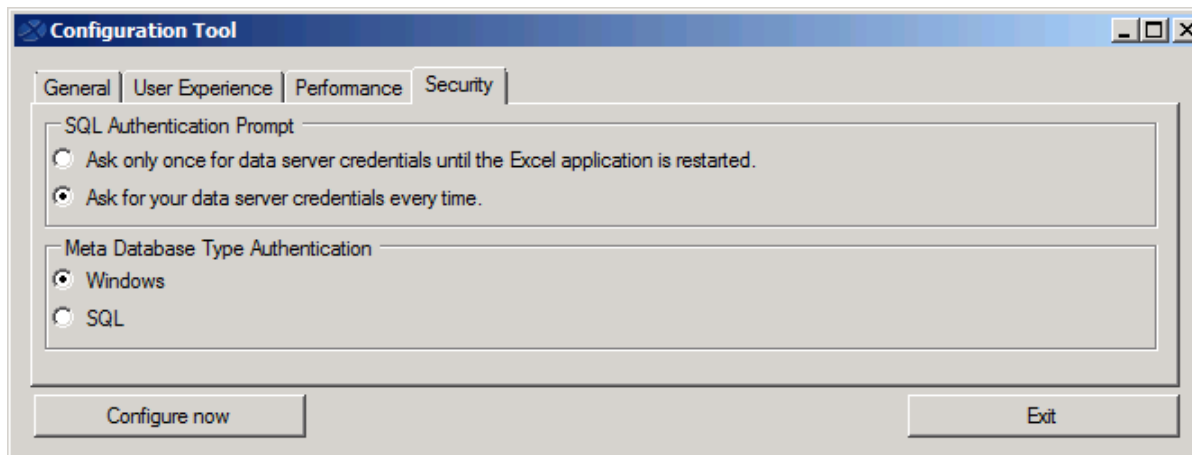 Configuration Tool
General User Experience Performance Security
SQL Authentication Prompt
Ask only once for data server credentials until the Excel application is restarted.
Ask for your data server credentials every time.
Meta Database Type Authentication
Windows
SQL
Configure now Exit